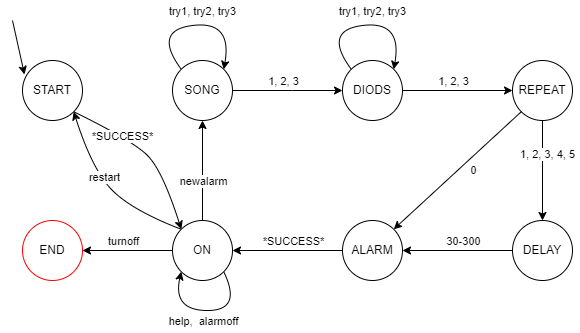 try1, try2, try3
try1, try2, try3
START
SONG
1, 2, 3
DIODS
1, 2, 3
REPEAT
*SUCCESS*
restart
newalarm
0
1, 2, 3, 4, 5
END
turnoff
ON
*SUCCESS*
ALARM
30-300
DELAY
help, alarmoff